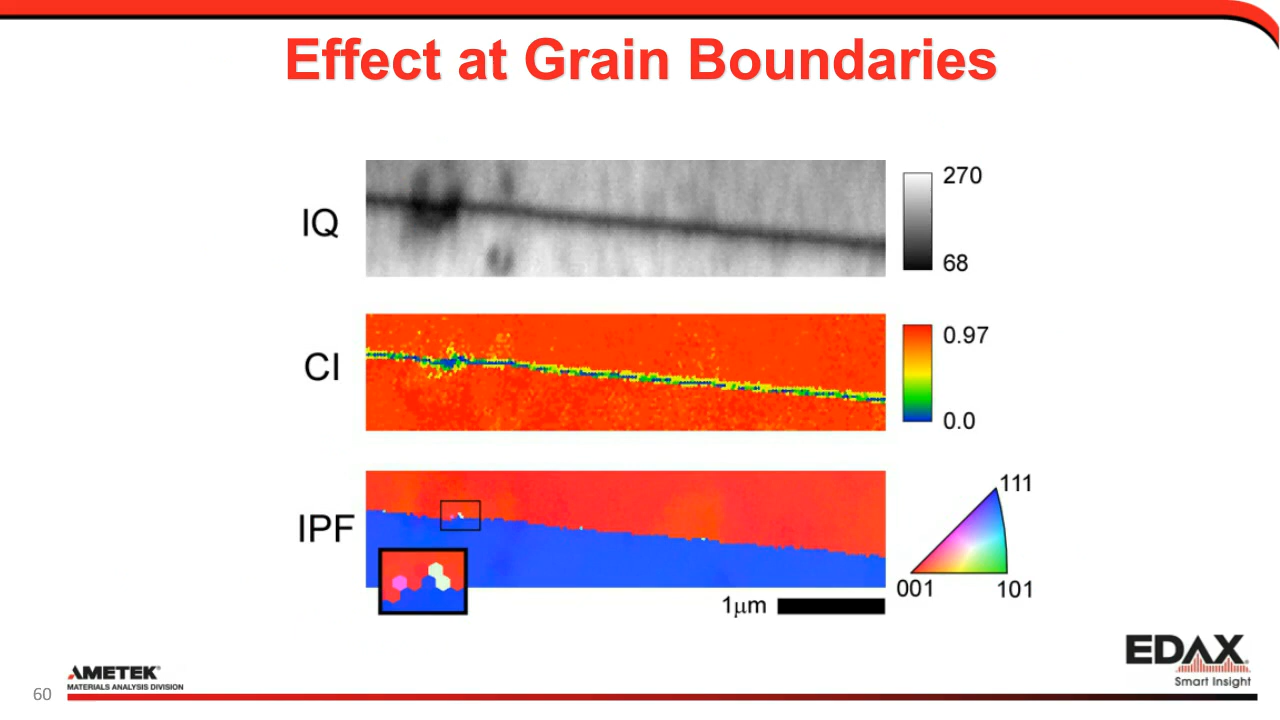 Effect at Grain Boundaries
IQ
270
68
CI
0.97
0.0
IPF
111
001
101
1μm
60
AMETEK®
MATERIALS ANALYSIS DIVISION
EDAX®
Smart Insight